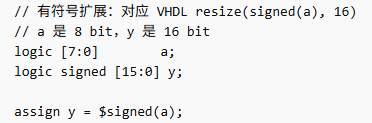 // 有符号扩展：对应 VHDL resize(signed(a), 16)
// a 是 8 bit，y 是 16 bit
logic [7:0]         a;
logic signed [15:0] y;

assign y = $signed(a);